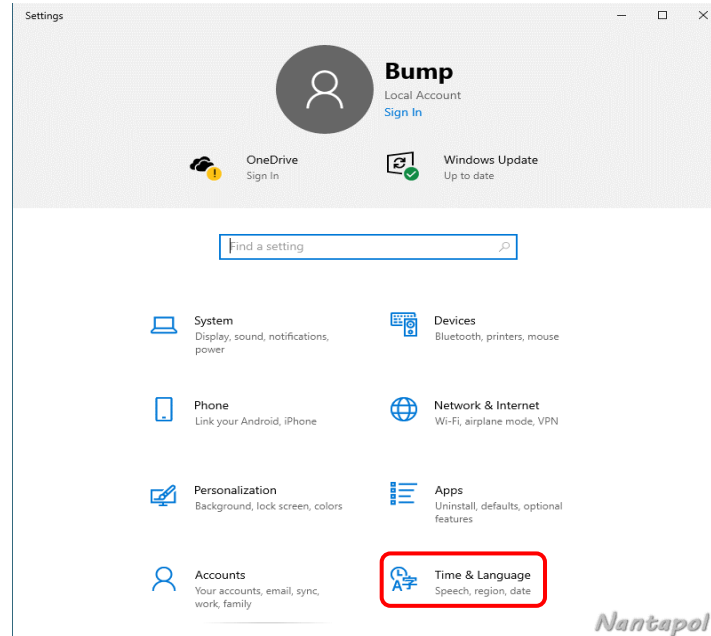 Settings
Bump
Local Account
Sign In
OneDrive
Sign In
Windows Update
Up to date
Find a setting
System
Display, sound, notifications,
power
Devices
Bluetooth, printers, mouse
Phone
Link your Android, iPhone
Network & Internet
Wi-Fi, airplane mode, VPN
Personalization
Background, lock screen, colors
Apps
Uninstall, defaults, optional
features
Accounts
Your accounts, email, sync,
work, family
Time & Language
Speech, region, date
Nantapol